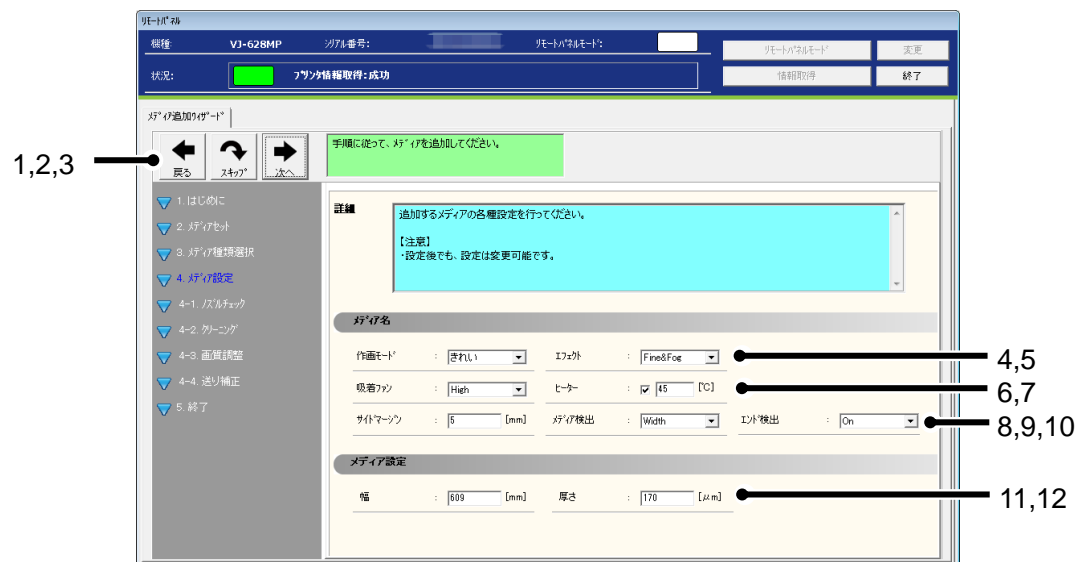 リモートパネル
機種: VJ-628MP シリアル番号: リモートパネルモード: リモートパネルモード 変更
状況: プリンタ情報取得:成功 情報取得 終了
メディア追加ウィザード
戻る スキップ 次へ
手順に従って、メディアを追加してください。
1,2,3
1. はじめに
2. メディアセット
3. メディア種類選択
4. メディア設定
4-1. ノズルチェック
4-2. クリーニング
4-3. 画質調整
4-4. 送り補正
5. 終了
詳細
追加するメディアの各種設定を行ってください。
【注意】
・設定後でも、設定は変更可能です。
メディア名
作画モード : きれい エフェクト : Fine&Fog 4,5
吸着ファン : High ヒーター : 45 [℃] 6,7
サイドマージン : 5 [mm] メディア検出 : Width エンド検出 : On 8,9,10
メディア設定
幅 : 609 [mm] 厚さ : 170 [μm] 11,12